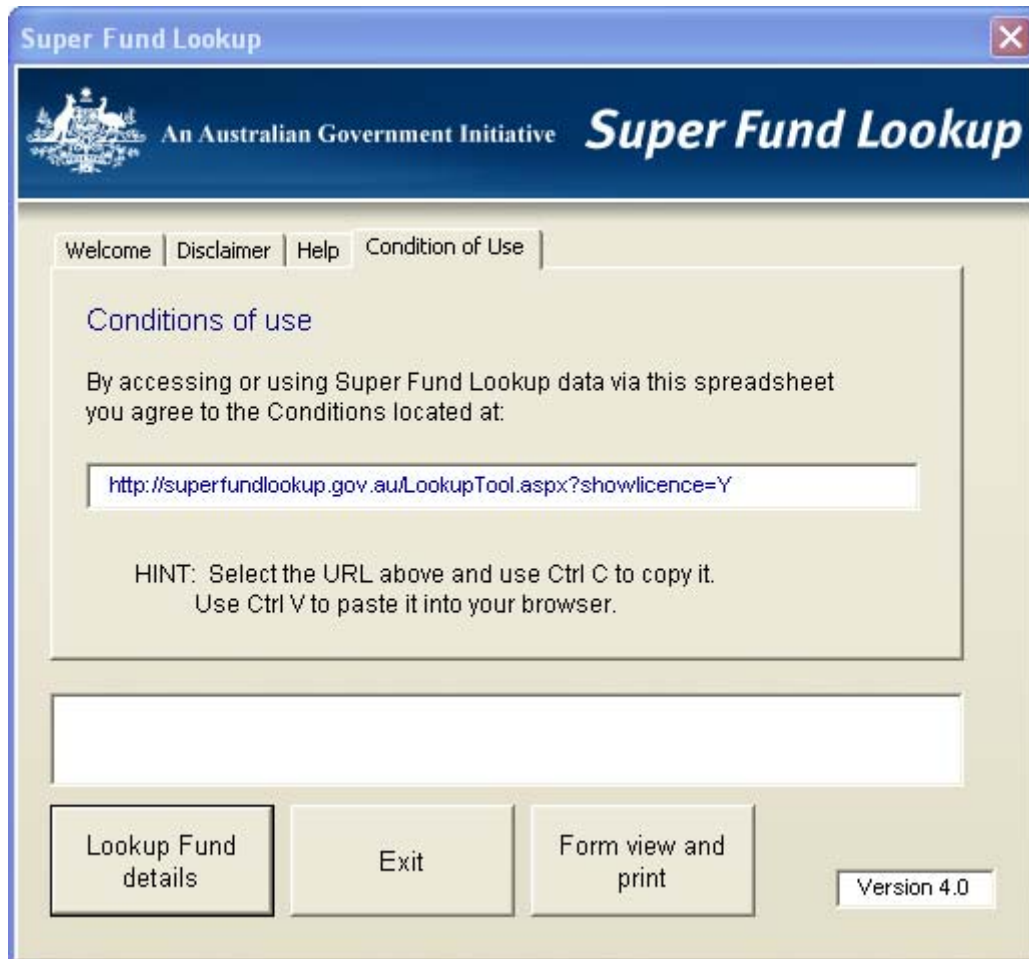 Super Fund Lookup
An Australian Government Initiative Super Fund Lookup
Welcome Disclaimer Help Condition of Use
Conditions of use
By accessing or using Super Fund Lookup data via this spreadsheet
you agree to the Conditions located at:
http://superfundlookup.gov.au/LookupTool.aspx?showlicence=Y
HINT: Select the URL above and use Ctrl C to copy it.
Use Ctrl V to paste it into your browser.
Lookup Fund
details
Exit
Form view and
print
Version 4.0